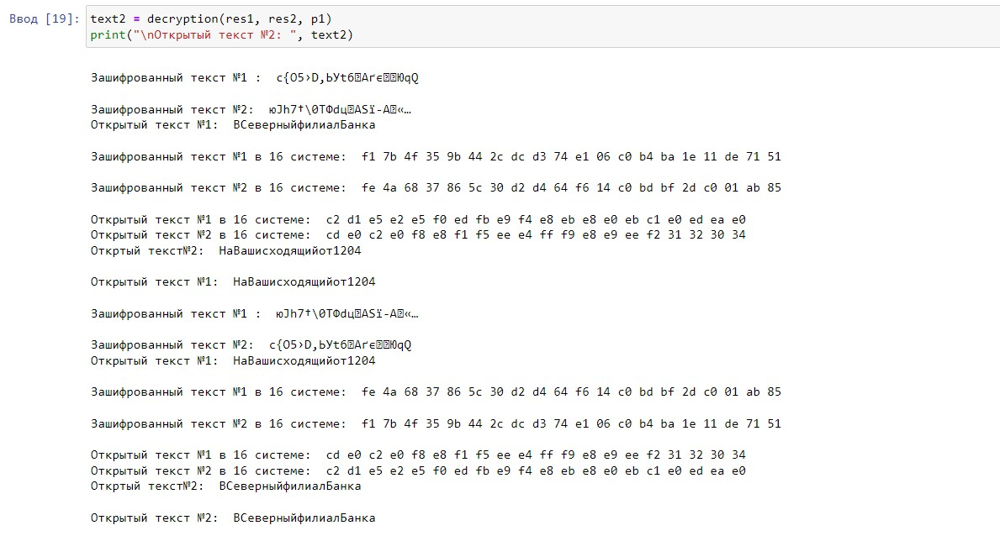 Ввод [19]: text2 = decryption(res1, res2, p1)
print("\nОткрытый текст №2: ", text2)
Зашифрованный текст №1 :  с{O5›D,ЬУtб□Аґє□□ЮqQ
Зашифрованный текст №2:  юJh7†\0ТФdц□АЅї-А□«…
Открытый текст №1:  ВСеверныйфилиалБанка
Зашифрованный текст №1 в 16 системе:  f1 7b 4f 35 9b 44 2c dc d3 74 e1 06 c0 b4 ba 1e 11 de 71 51
Зашифрованный текст №2 в 16 системе:  fe 4a 68 37 86 5c 30 d2 d4 64 f6 14 c0 bd bf 2d c0 01 ab 85
Открытый текст №1 в 16 системе:  c2 d1 e5 e2 e5 f0 ed fb e9 f4 e8 eb e8 e0 eb c1 e0 ed ea e0
Открытый текст №2 в 16 системе:  cd e0 c2 e0 f8 e8 f1 f5 ee e4 ff f9 e8 e9 ee f2 31 32 30 34
Откртый текст№2:  НаВашисходящийот1204
Открытый текст №1:  НаВашисходящийот1204
Зашифрованный текст №1 :  юJh7†\0ТФdц□АЅї-А□«…
Зашифрованный текст №2:  с{O5›D,ЬУtб□Аґє□□ЮqQ
Открытый текст №1:  НаВашисходящийот1204
Зашифрованный текст №1 в 16 системе:  fe 4a 68 37 86 5c 30 d2 d4 64 f6 14 c0 bd bf 2d c0 01 ab 85
Зашифрованный текст №2 в 16 системе:  f1 7b 4f 35 9b 44 2c dc d3 74 e1 06 c0 b4 ba 1e 11 de 71 51
Открытый текст №1 в 16 системе:  cd e0 c2 e0 f8 e8 f1 f5 ee e4 ff f9 e8 e9 ee f2 31 32 30 34
Открытый текст №2 в 16 системе:  c2 d1 e5 e2 e5 f0 ed fb e9 f4 e8 eb e8 e0 eb c1 e0 ed ea e0
Откртый текст№2:  ВСеверныйфилиалБанка
Открытый текст №2:  ВСеверныйфилиалБанка